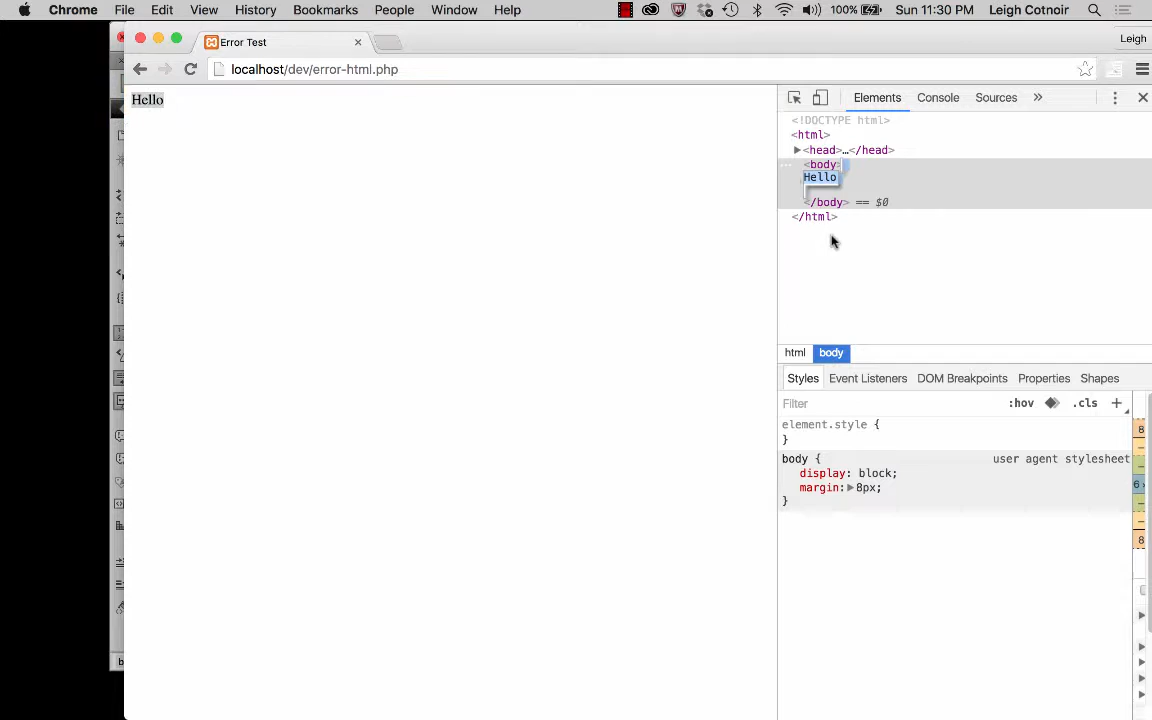 Chrome File Edit View History Bookmarks People Window Help 100% Sun 11:30 PM Leigh Cotnoir
Error Test
Leigh
localhost/dev/error-html.php
Hello
Elements Console Sources »
<!DOCTYPE html>
<html>
<head>…</head>
<body>
Hello
</body> == $0
</html>
html body
Styles Event Listeners DOM Breakpoints Properties Shapes
Filter :hov .cls +
element.style {
}
body { user agent stylesheet
display: block;
margin: 8px;
}
8
–
–
6
–
–
8